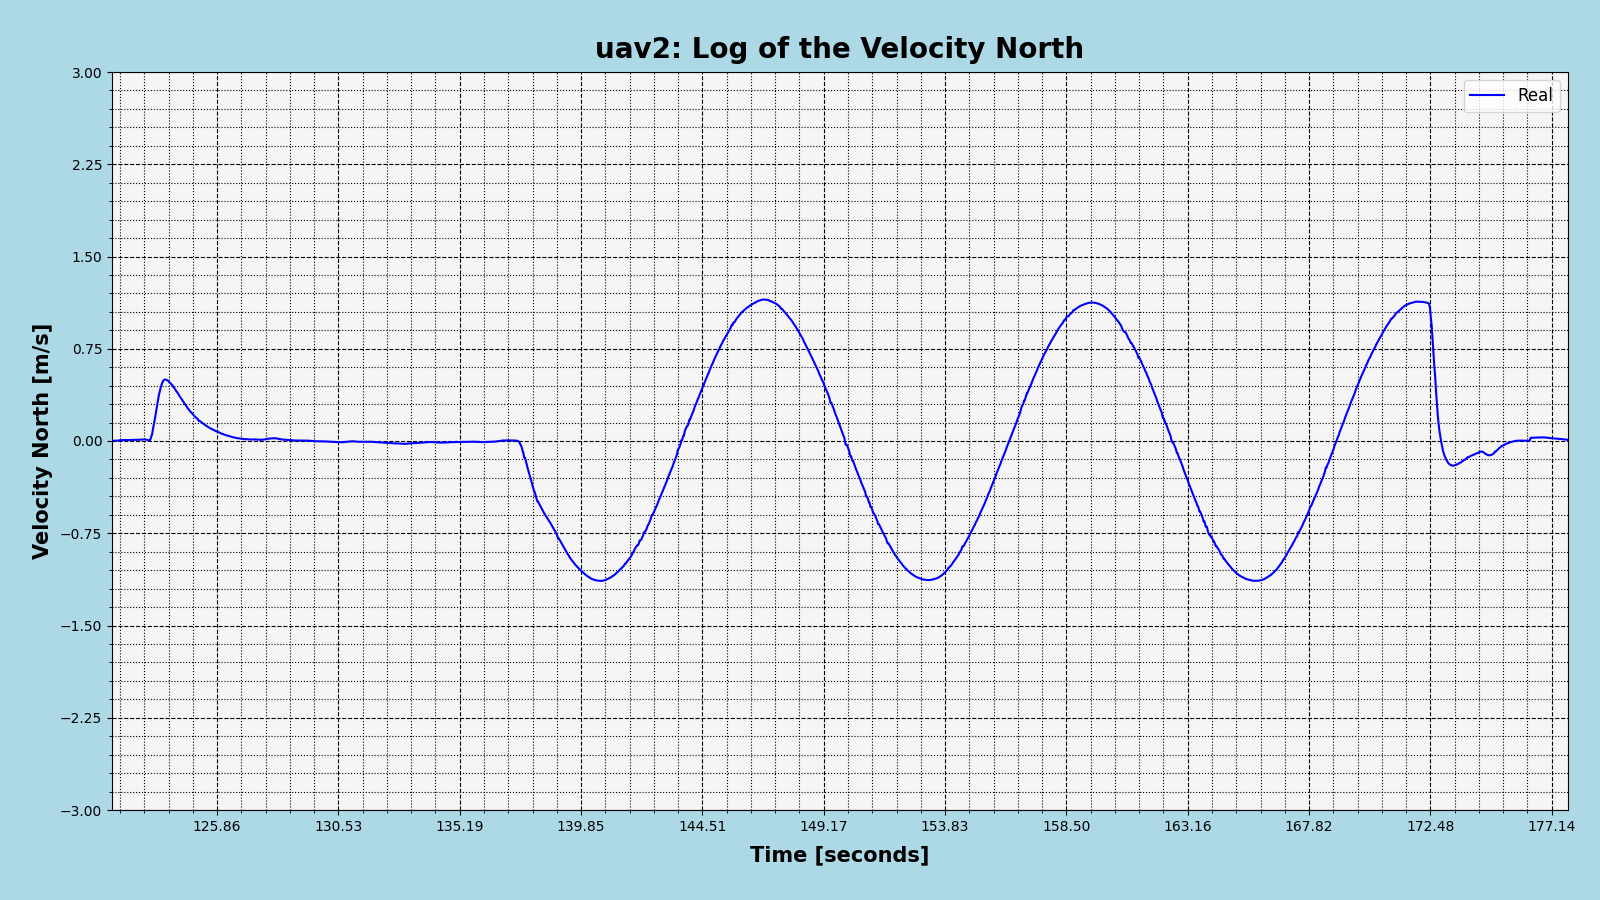 uav2: Log of the Velocity North
Real
3.00
2.25
1.50
0.75
0.00
−0.75
−1.50
−2.25
−3.00
Velocity North [m/s]
125.86 130.53 135.19 139.85 144.51 149.17 153.83 158.50 163.16 167.82 172.48 177.14
Time [seconds]